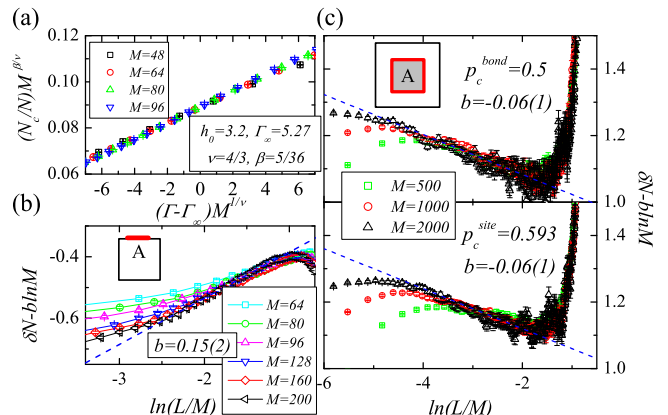 (a)
(N_c/N)M^{β/ν}
0.12
0.10
0.08
0.06
M=48
M=64
M=80
M=96
h_0=3.2, Γ_∞=5.27
ν=4/3, β=5/36
-6 -4 -2 0 2 4 6
(Γ-Γ_∞)M^{1/ν}
(b)
δN-blnM
-0.4
-0.6
A
b=0.15(2)
M=64
M=80
M=96
M=128
M=160
M=200
-3 -2
ln(L/M)
(c)
A
p_c^{bond}=0.5
b=-0.06(1)
1.4
1.2
1.0
δN-blnM
M=500
M=1000
M=2000
p_c^{site}=0.593
b=-0.06(1)
1.4
1.2
1.0
-6 -4 -2 0
ln(L/M)